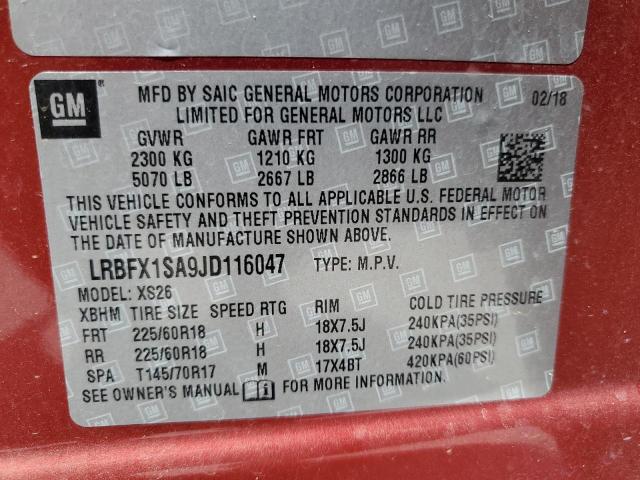 GM
MFD BY SAIC GENERAL MOTORS CORPORATION 02/18
LIMITED FOR GENERAL MOTORS LLC
GVWR GAWR FRT GAWR RR
2300 KG 1210 KG 1300 KG
5070 LB 2667 LB 2866 LB
THIS VEHICLE CONFORMS TO ALL APPLICABLE U.S. FEDERAL MOTOR
VEHICLE SAFETY AND THEFT PREVENTION STANDARDS IN EFFECT ON
THE DATE OF MANUFACTURE SHOWN ABOVE.
LRBFX1SA9JD116047 TYPE: M.P.V.
MODEL: XS26
XBHM TIRE SIZE SPEED RTG RIM COLD TIRE PRESSURE
FRT 225/60R18 H 18X7.5J 240KPA(35PSI)
RR 225/60R18 H 18X7.5J 240KPA(35PSI)
SPA T145/70R17 M 17X4BT 420KPA(60PSI)
SEE OWNER'S MANUAL FOR MORE INFORMATION.